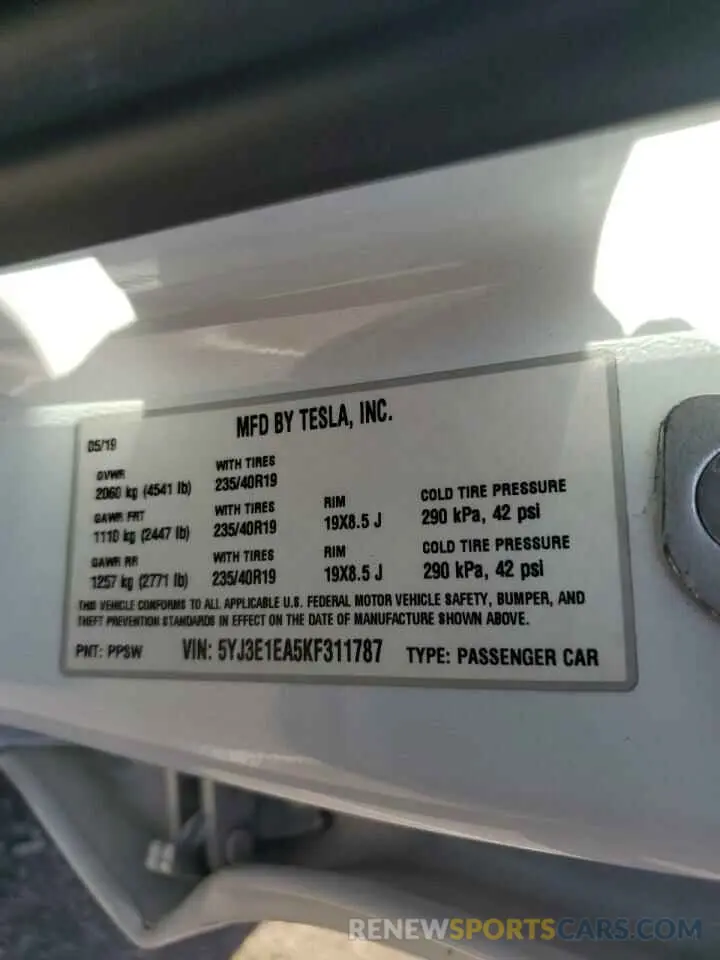 MFD BY TESLA, INC.
05/19
GVWR
2060 kg (4541 lb)
WITH TIRES
235/40R19
GAWR FRT
1110 kg (2447 lb)
WITH TIRES
235/40R19
RIM
19X8.5 J
COLD TIRE PRESSURE
290 kPa, 42 psi
GAWR RR
1257 kg (2771 lb)
WITH TIRES
235/40R19
RIM
19X8.5 J
COLD TIRE PRESSURE
290 kPa, 42 psi
THIS VEHICLE CONFORMS TO ALL APPLICABLE U.S. FEDERAL MOTOR VEHICLE SAFETY, BUMPER, AND
THEFT PREVENTION STANDARDS IN EFFECT ON THE DATE OF MANUFACTURE SHOWN ABOVE.
PNT: PPSW VIN: 5YJ3E1EA5KF311787 TYPE: PASSENGER CAR
RENEWSPORTSCARS.COM